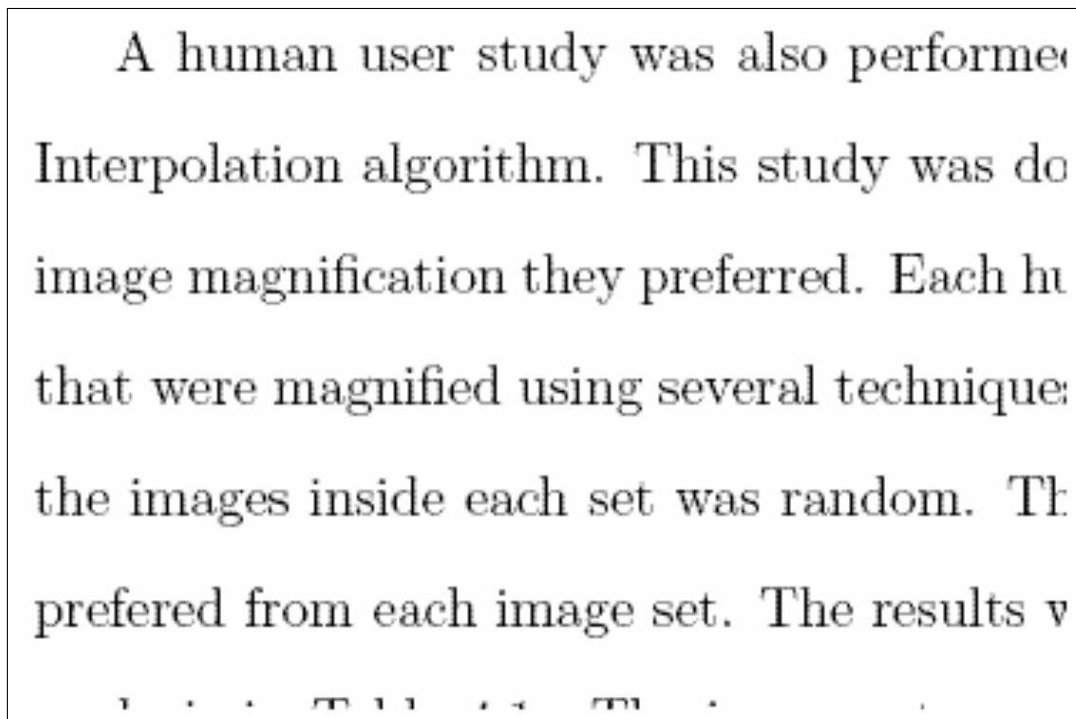 A human user study was also performe
Interpolation algorithm. This study was do
image magnification they preferred. Each hu
that were magnified using several techniques
the images inside each set was random. Th
prefered from each image set. The results